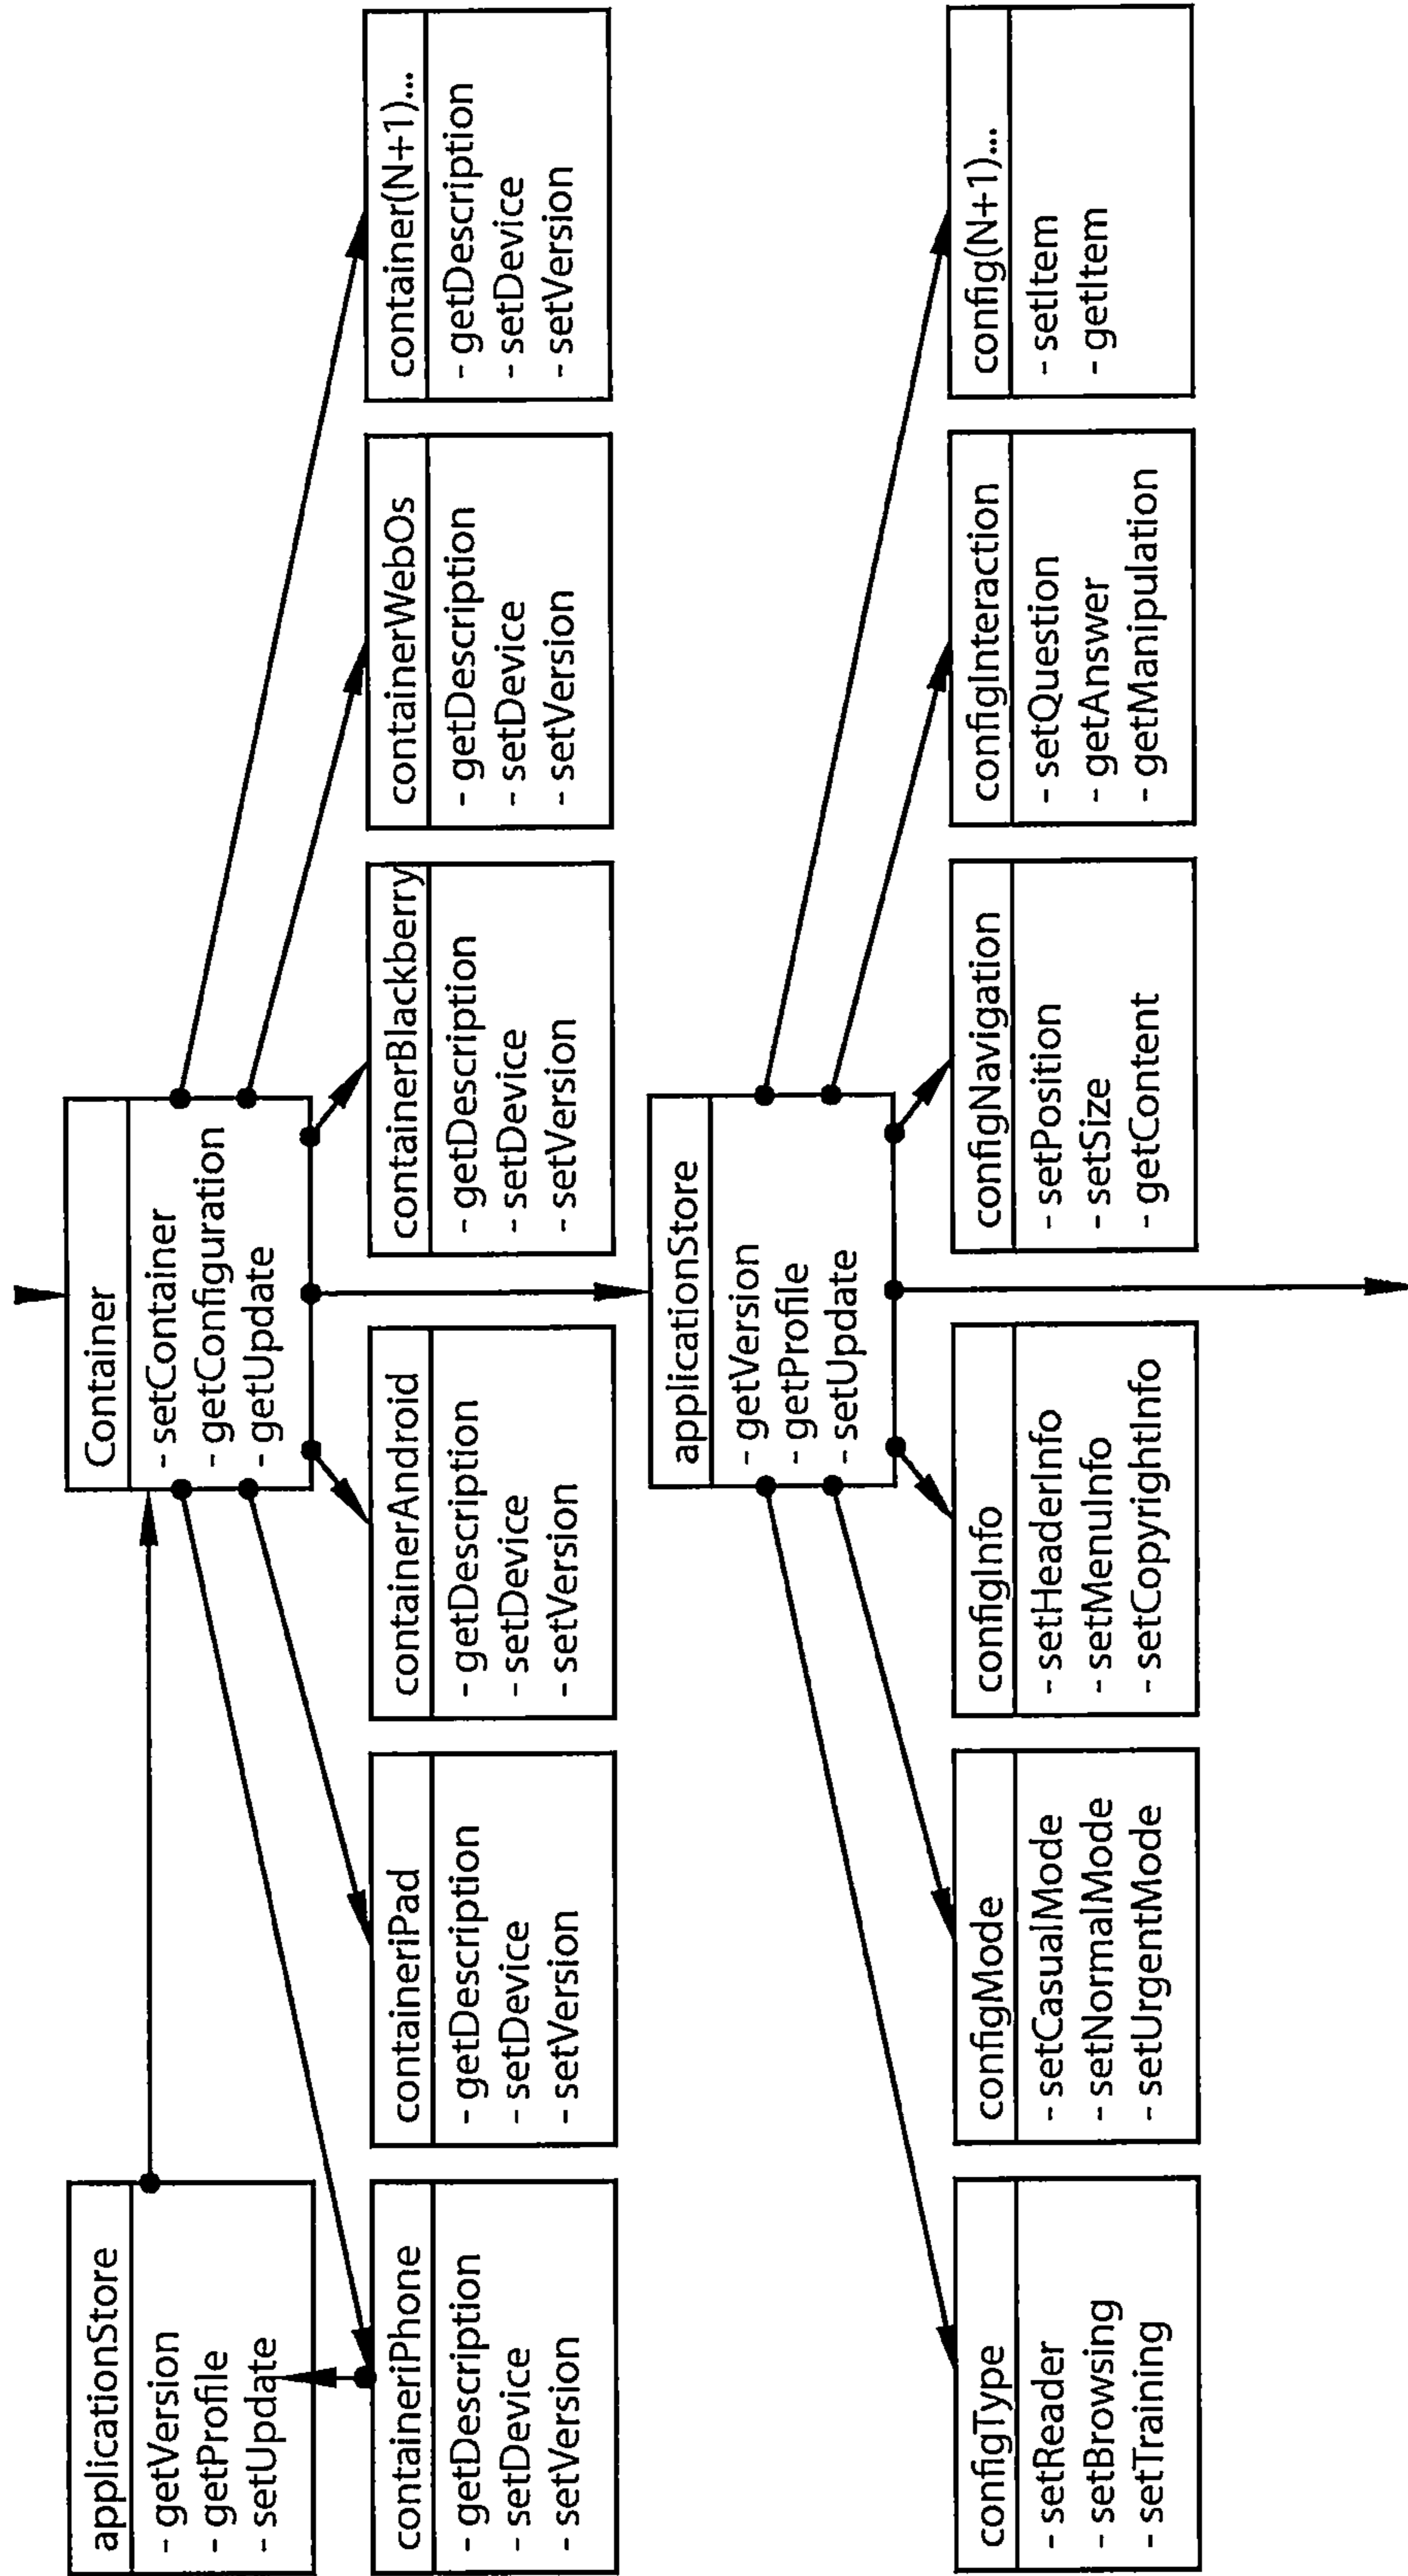 applicationStore
- getVersion
- getProfile
- setUpdate
Container
- setContainer
- getConfiguration
- getUpdate
containeriPhone
- getDescription
- setDevice
- setVersion
containeriPad
- getDescription
- setDevice
- setVersion
containerAndroid
- getDescription
- setDevice
- setVersion
containerBlackberry
- getDescription
- setDevice
- setVersion
containerWebOs
- getDescription
- setDevice
- setVersion
container(N+1)...
- getDescription
- setDevice
- setVersion
applicationStore
- getVersion
- getProfile
- setUpdate
configType
- setReader
- setBrowsing
- setTraining
configMode
- setCasualMode
- setNormalMode
- setUrgentMode
configInfo
- setHeaderInfo
- setMenuInfo
- setCopyrightInfo
configNavigation
- setPosition
- setSize
- getContent
configInteraction
- setQuestion
- getAnswer
- getManipulation
config(N+1)...
- setItem
- getItem